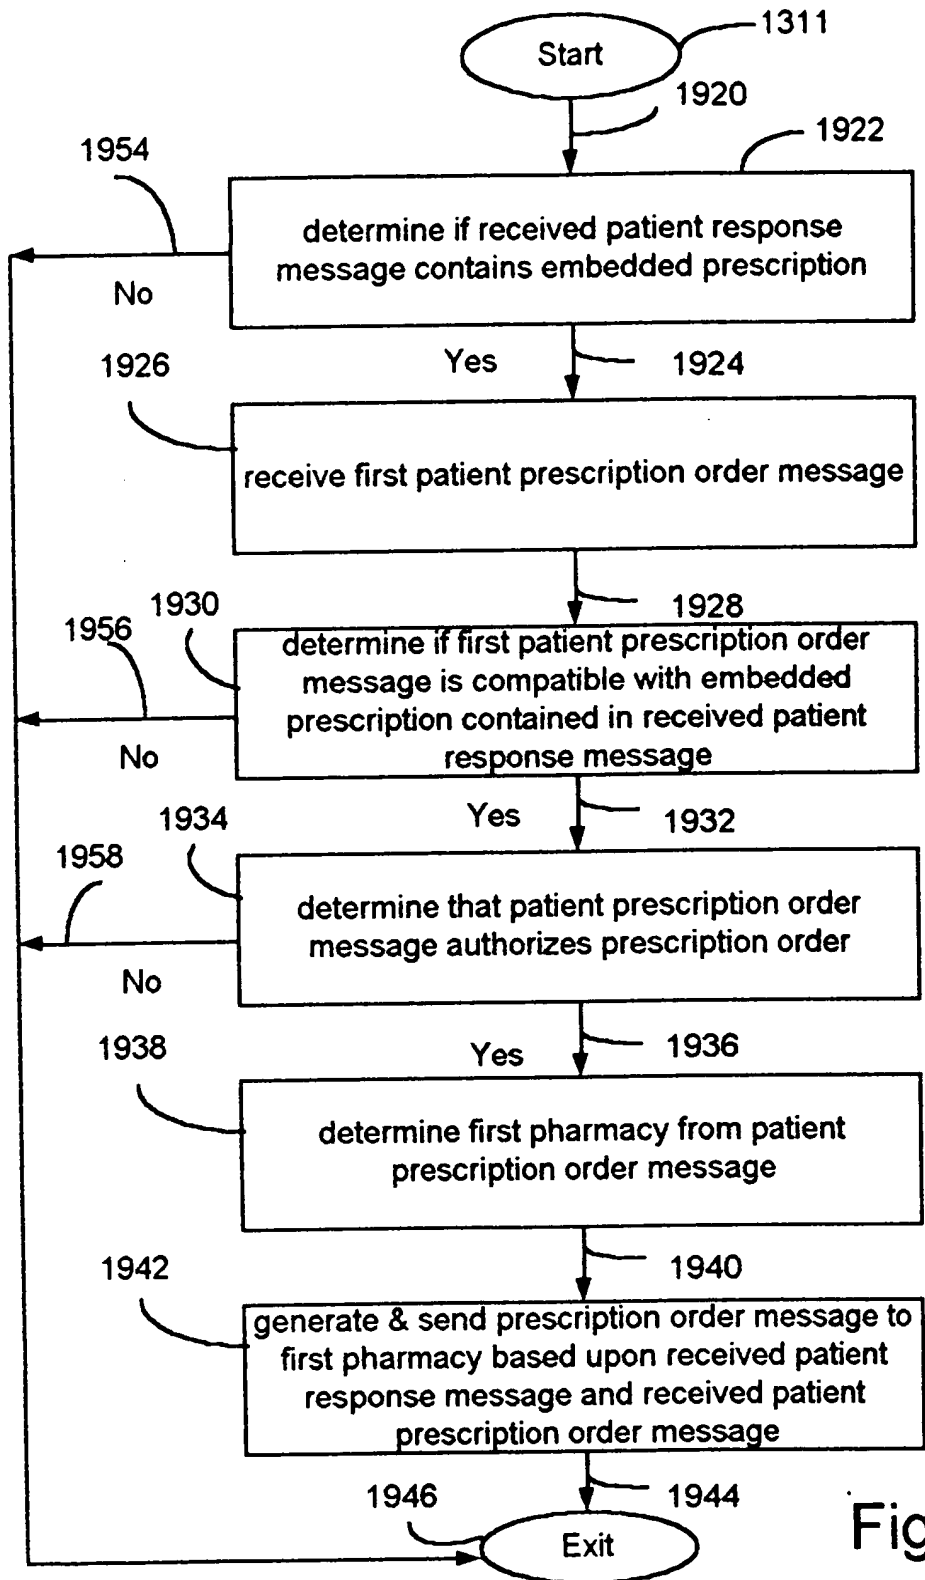 1311
Start
1920
1922
1954
determine if received patient response
message contains embedded prescription
No
Yes
1924
1926
receive first patient prescription order message
1928
1930
1956
determine if first patient prescription order
message is compatible with embedded
prescription contained in received patient
response message
No
Yes
1932
1934
1958
determine that patient prescription order
message authorizes prescription order
No
Yes
1936
1938
determine first pharmacy from patient
prescription order message
1940
1942
generate & send prescription order message to
first pharmacy based upon received patient
response message and received patient
prescription order message
1944
1946
Exit
Fig